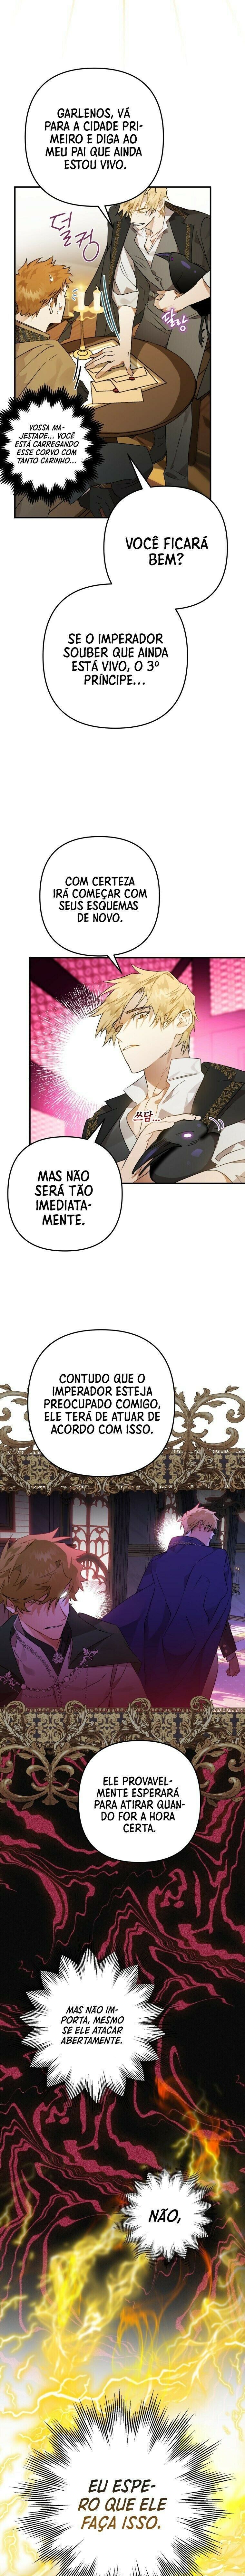 GARLENOS, VÁ
PARA A CIDADE PRI-
MEIRO E DIGA AO
MEU PAI QUE AINDA
ESTOU VIVO.
덜컹
달랑
VOSSA MA-
JESTADE... VOCÊ
ESTÁ CARREGANDO
ESSE CORVO COM
TANTO CARINHO...
VOCÊ FICARÁ
BEM?
SE O IMPERADOR
SOUBER QUE AINDA
ESTÁ VIVO, O 3º
PRÍNCIPE...
COM CERTEZA
IRÁ COMEÇAR COM
SEUS ESQUEMAS
DE NOVO.
쓰담...
MAS NÃO
SERÁ TÃO
IMEDIATA-
MENTE.
CONTUDO QUE O
IMPERADOR ESTEJA
PREOCUPADO COMIGO,
ELE TERÁ DE ATUAR DE
ACORDO COM ISSO.
ELE PROVAVEL-
MENTE ESPERARÁ
PARA ATIRAR QUAN-
DO FOR A HORA
CERTA.
MAS NÃO IM-
PORTA, MESMO
SE ELE ATACAR
ABERTAMENTE.
NÃO,
EU ESPE-
RO QUE ELE
FAÇA ISSO.